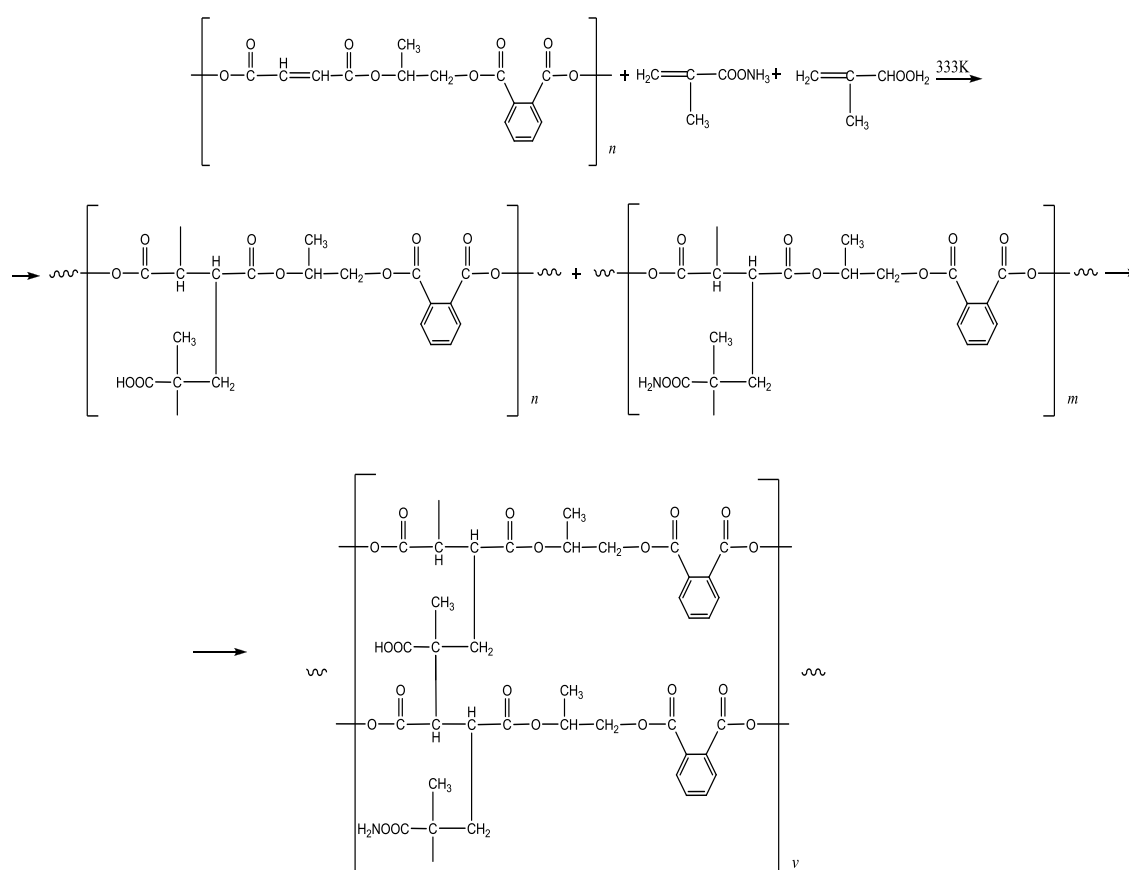 O H O CH₃ O O
O C C C C O CH CH₂ O C C O + H₂C C COONH₃ + H₂C C CHOOH₂ 333K
CH₃ CH₃
n
O H O CH₃ O O O H O CH₃ O O
O C C C C O CH CH₂ O C C O + O C C C C O CH CH₂ O C C O
H H
CH₃ CH₃
HOOC C CH₂ H₂NOOC C CH₂
n m
O H O CH₃ O O
O C C C C O CH CH₂ O C C O
H
CH₃
HOOC C CH₂
O H O CH₃ O O
O C C C C O CH CH₂ O C C O
H
CH₃
H₂NOOC C CH₂
v